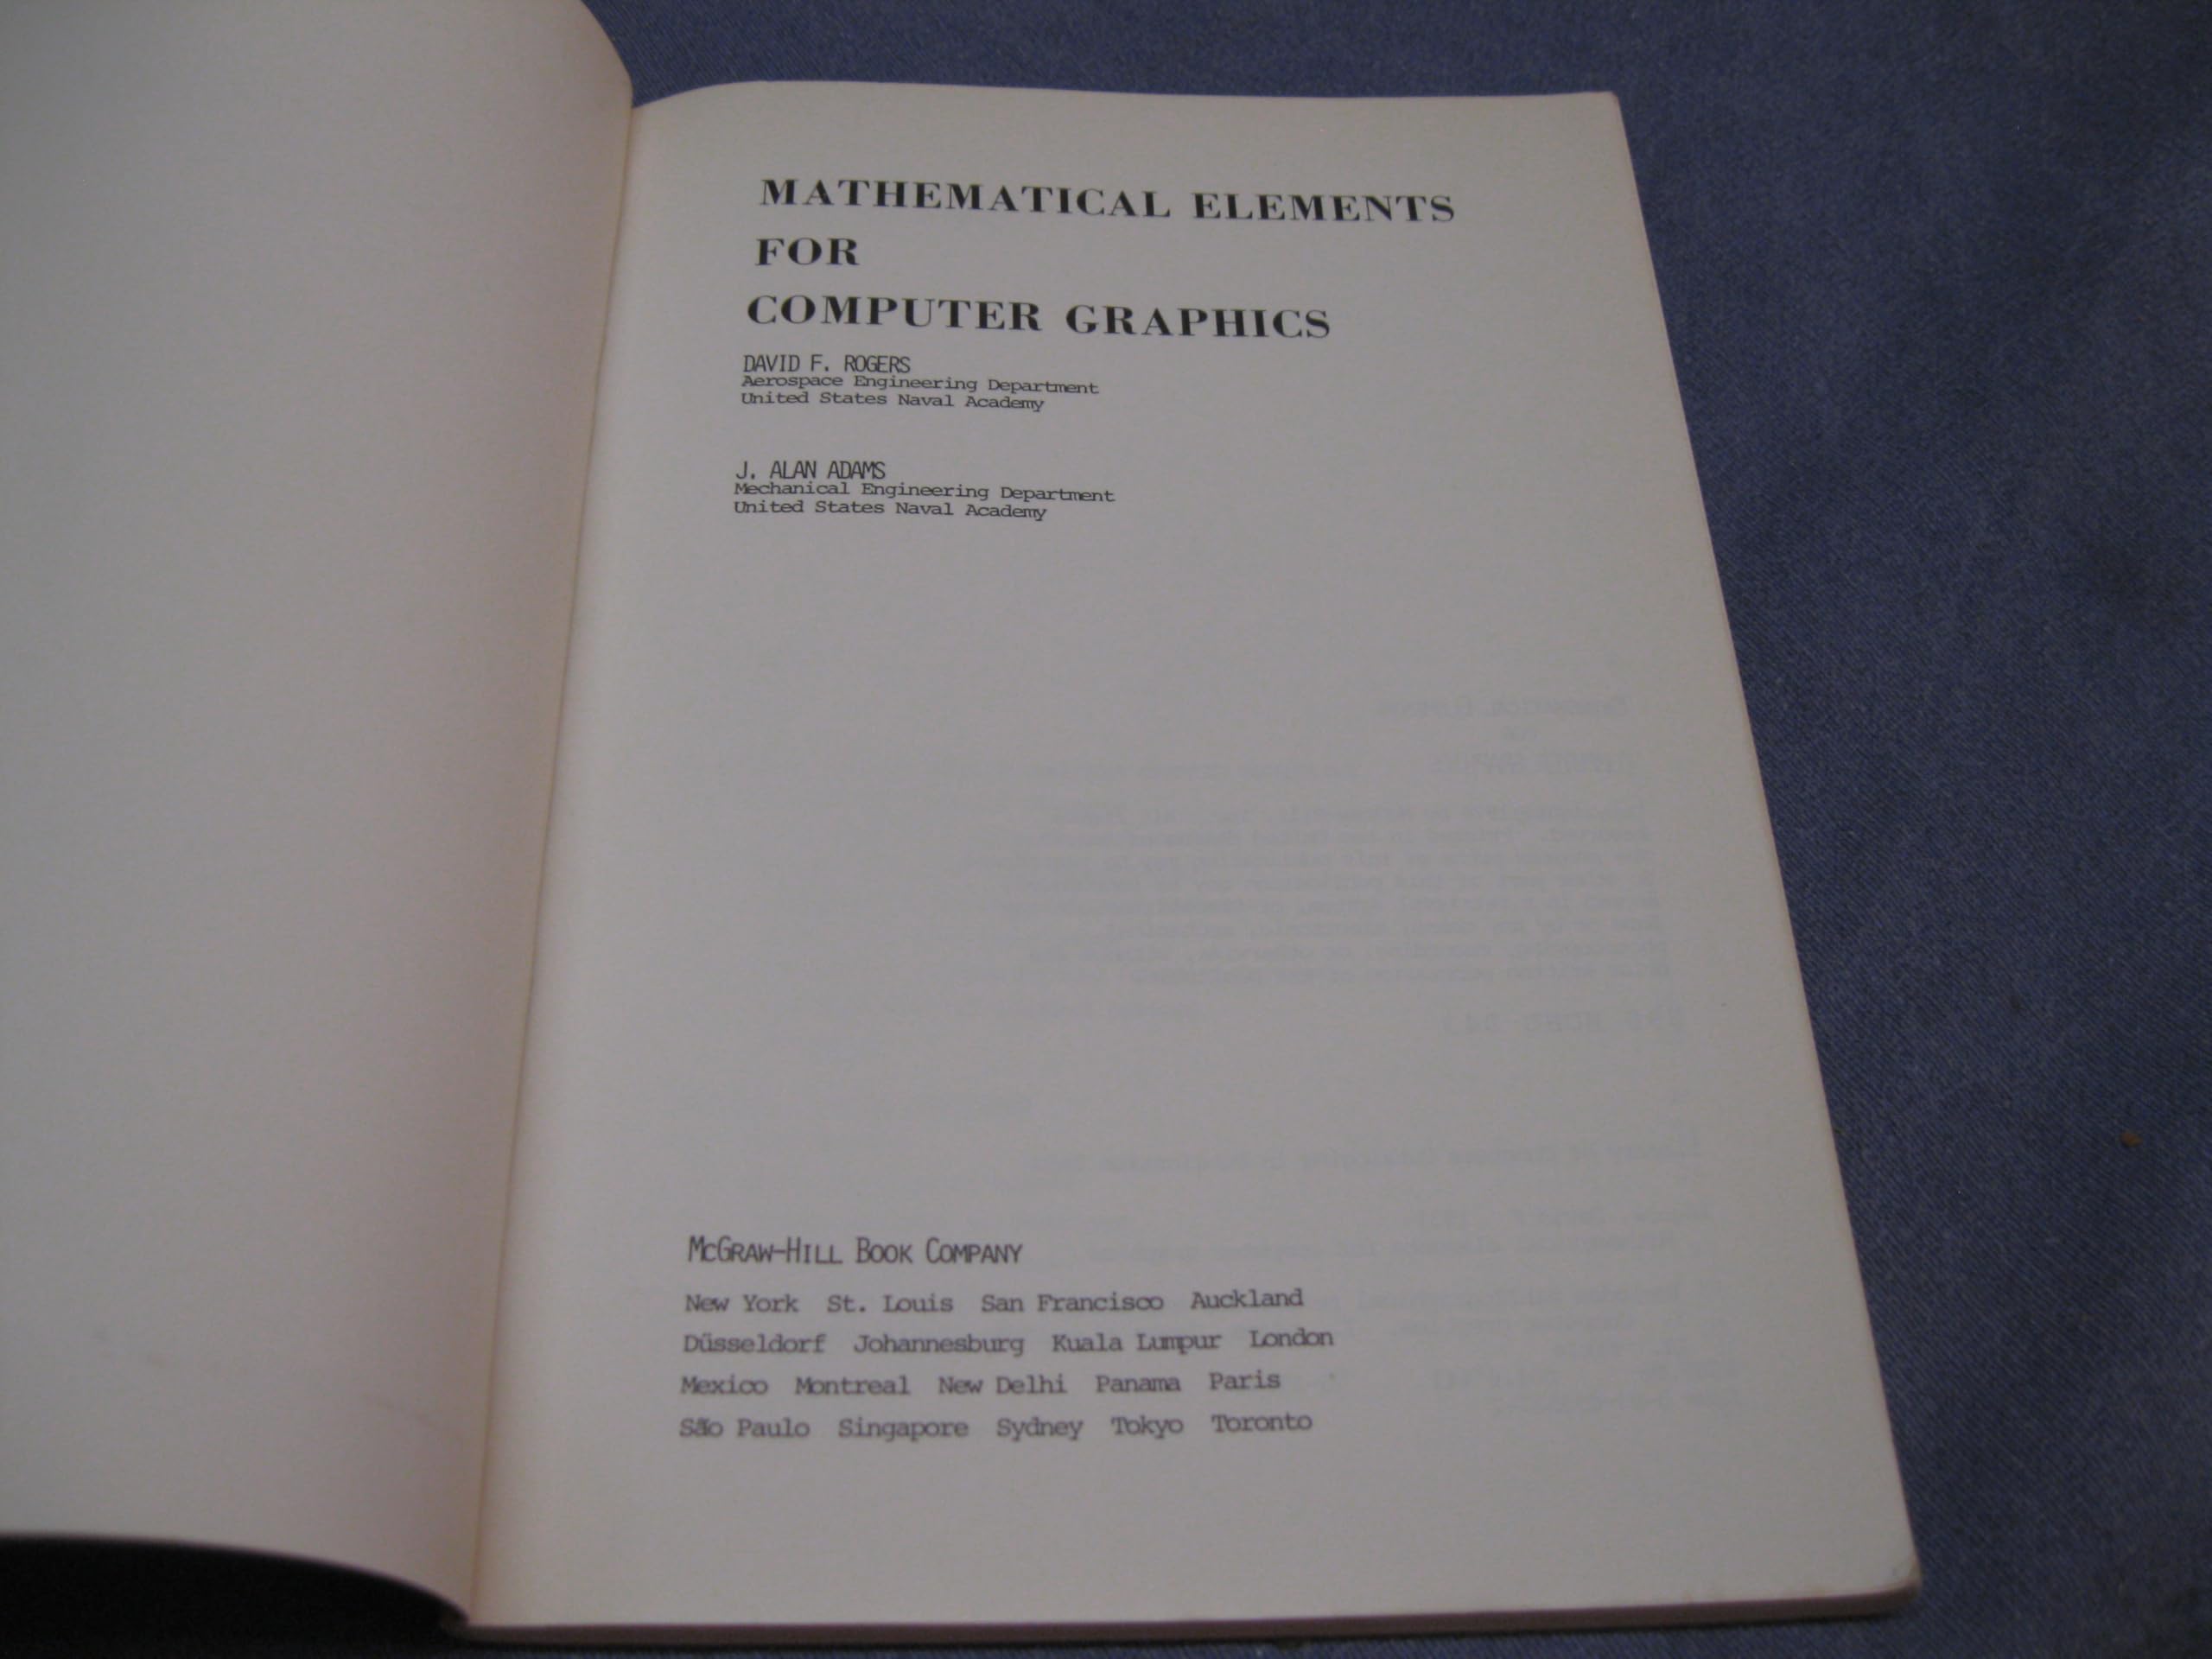 MATHEMATICAL ELEMENTS
FOR
COMPUTER GRAPHICS
DAVID F. ROGERS
Aerospace Engineering Department
United States Naval Academy
J. ALAN ADAMS
Mechanical Engineering Department
United States Naval Academy
McGRAW-HILL BOOK COMPANY
New York St. Louis San Francisco Auckland
Düsseldorf Johannesburg Kuala Lumpur London
Mexico Montreal New Delhi Panama Paris
São Paulo Singapore Sydney Tokyo Toronto